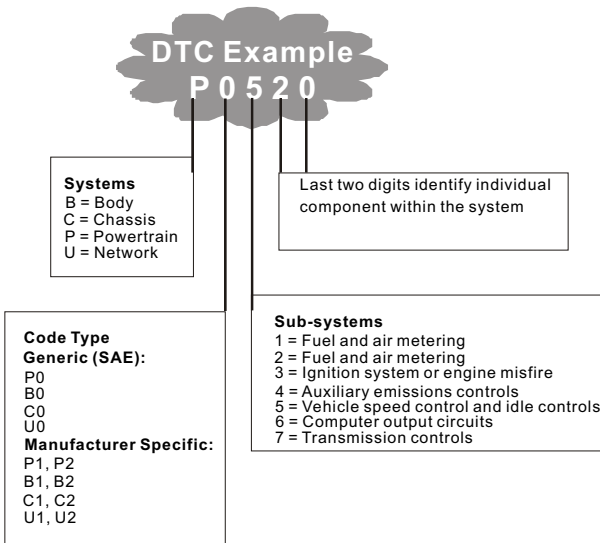 DTC Example
P 0 5 2 0
Systems
B = Body
C = Chassis
P = Powertrain
U = Network
Last two digits identify individual
component within the system
Code Type
Generic (SAE):
P0
B0
C0
U0
Manufacturer Specific:
P1, P2
B1, B2
C1, C2
U1, U2
Sub-systems
1 = Fuel and air metering
2 = Fuel and air metering
3 = Ignition system or engine misfire
4 = Auxiliary emissions controls
5 = Vehicle speed control and idle controls
6 = Computer output circuits
7 = Transmission controls